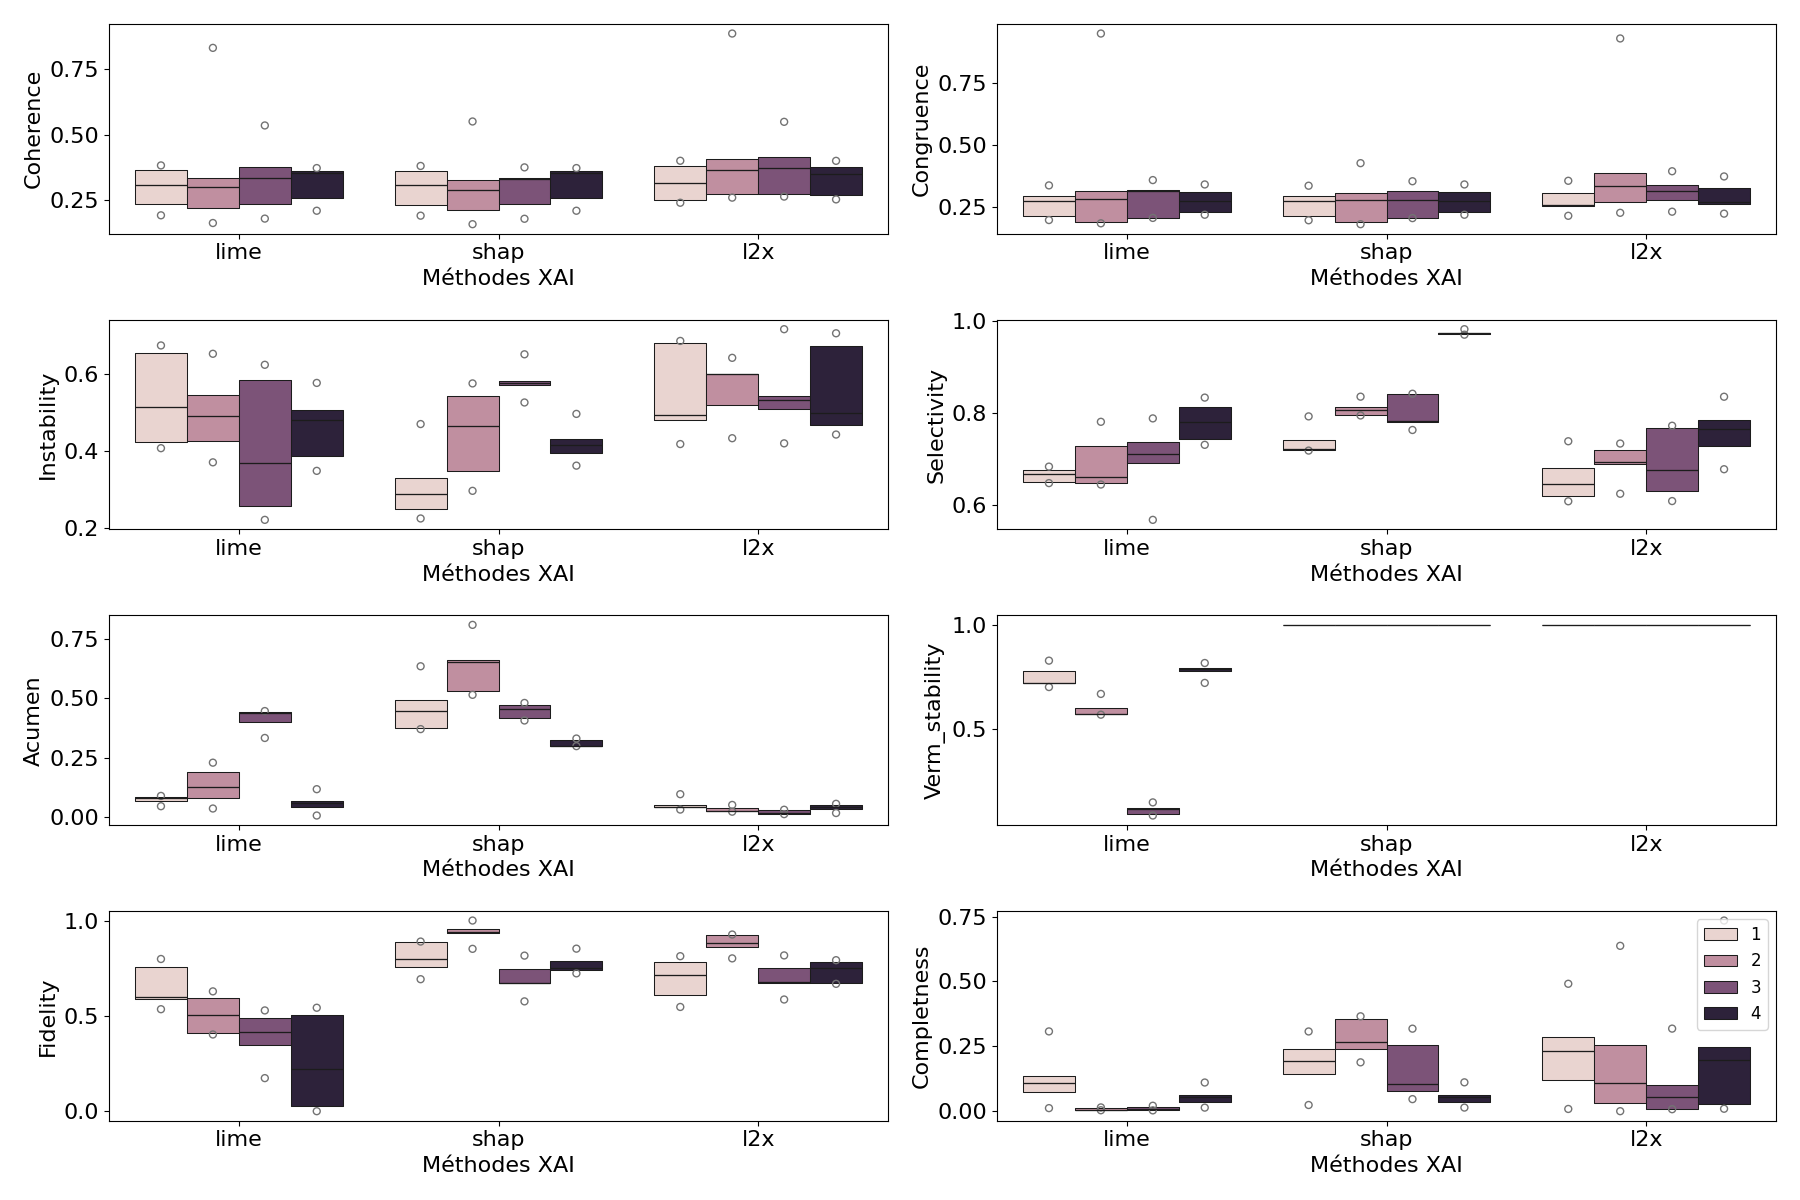 Coherence
0.75
0.50
0.25
lime shap l2x
Méthodes XAI
Congruence
0.75
0.50
0.25
lime shap l2x
Méthodes XAI
Instability
0.6
0.4
0.2
lime shap l2x
Méthodes XAI
Selectivity
1.0
0.8
0.6
lime shap l2x
Méthodes XAI
Acumen
0.75
0.50
0.25
0.00
lime shap l2x
Méthodes XAI
Verm_stability
1.0
0.5
lime shap l2x
Méthodes XAI
Fidelity
1.0
0.5
0.0
lime shap l2x
Méthodes XAI
Completness
0.75
0.50
0.25
0.00
1
2
3
4
lime shap l2x
Méthodes XAI